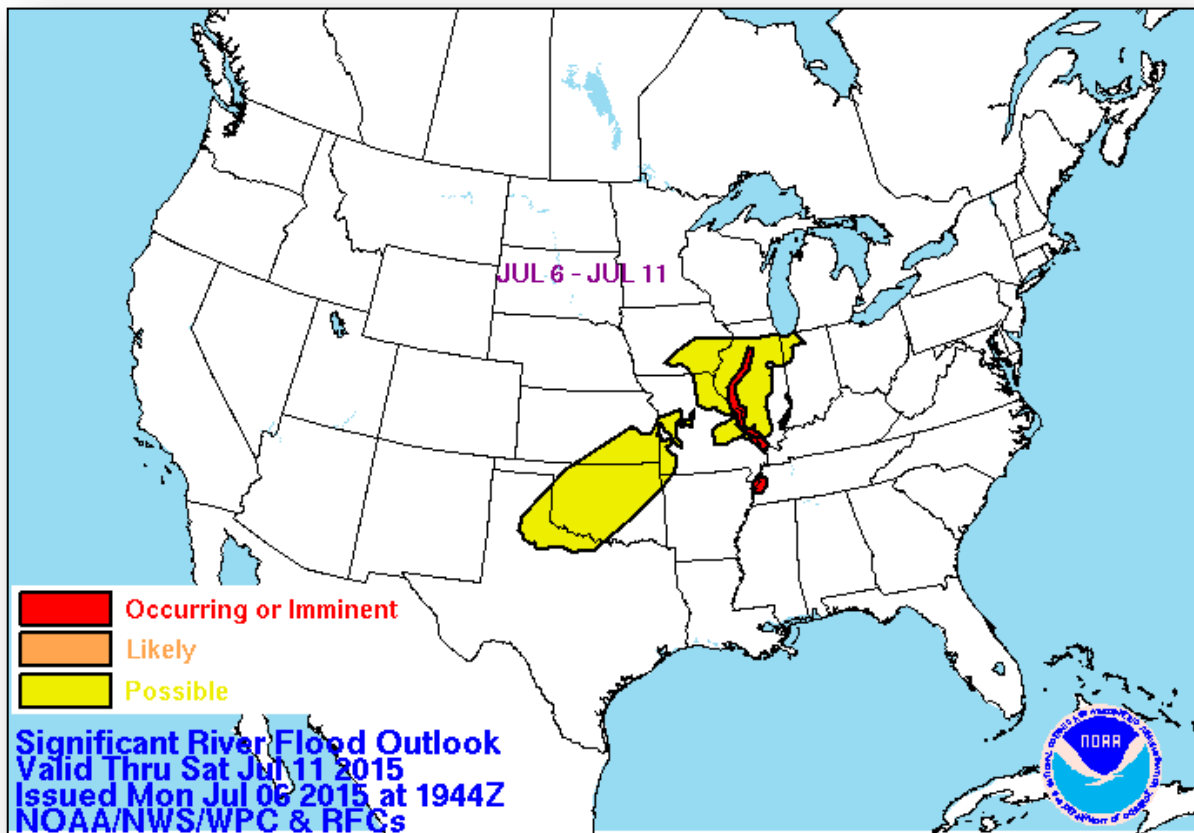 JUL 6 - JUL 11
Occurring or Imminent
Likely
Possible
Significant River Flood Outlook
Valid Thru Sat Jul 11 2015
Issued Mon Jul 06 2015 at 1944Z
NOAA/NWS/WPC & RFCs
NOAA